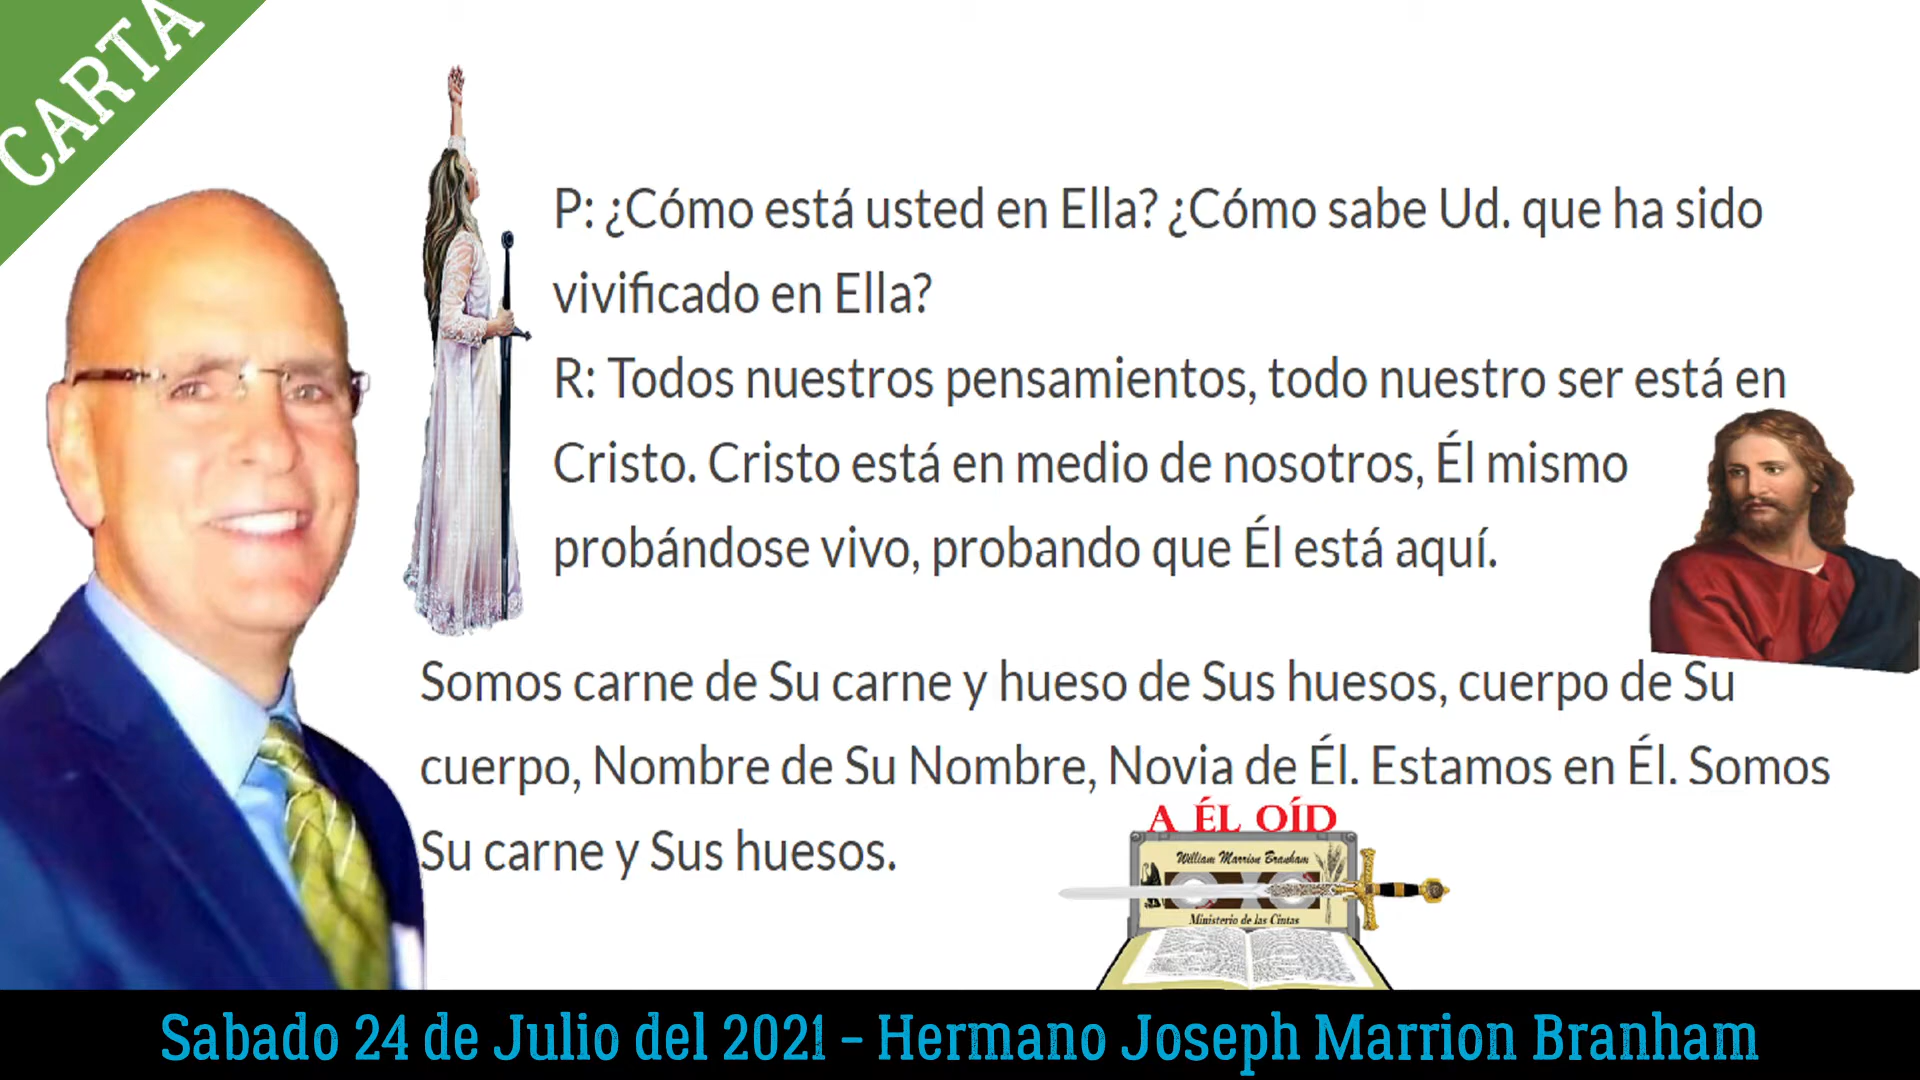 CARTA
P: ¿Cómo está usted en Ella? ¿Cómo sabe Ud. que ha sido
vivificado en Ella?
R: Todos nuestros pensamientos, todo nuestro ser está en
Cristo. Cristo está en medio de nosotros, Él mismo
probándose vivo, probando que Él está aquí.
Somos carne de Su carne y hueso de Sus huesos, cuerpo de Su
cuerpo, Nombre de Su Nombre, Novia de Él. Estamos en Él. Somos
Su carne y Sus huesos.
A ÉL OÍD
William Marrion Branham
Ministerio de las Cintas
Sabado 24 de Julio del 2021 - Hermano Joseph Marrion Branham